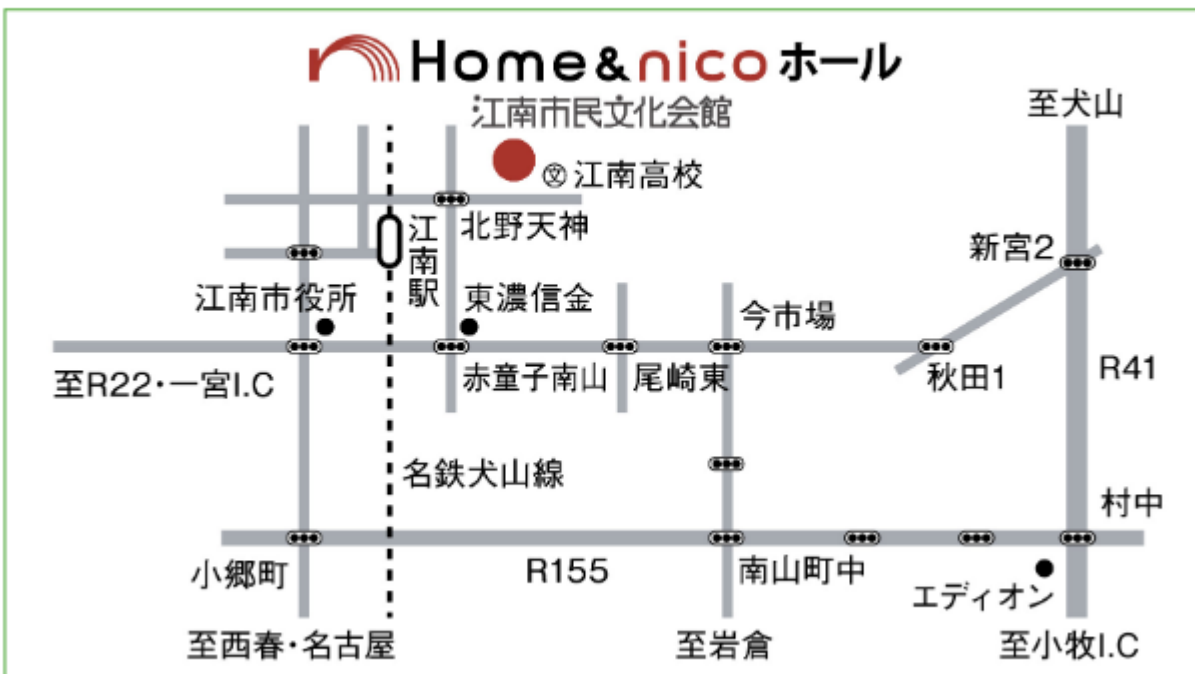 Home&nicoホール
江南市民文化会館
至犬山
文 江南高校
北野天神
江南駅
新宮2
江南市役所
東濃信金
今市場
至R22・一宮I.C
赤童子南山
尾崎東
秋田1
R41
名鉄犬山線
村中
小郷町
R155
南山町中
エディオン
至西春・名古屋
至岩倉
至小牧I.C